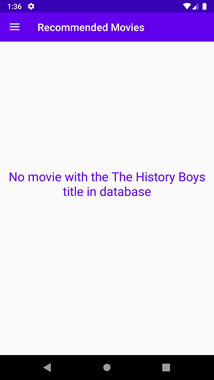 1:36
Recommended Movies
No movie with the The History Boys
title in database